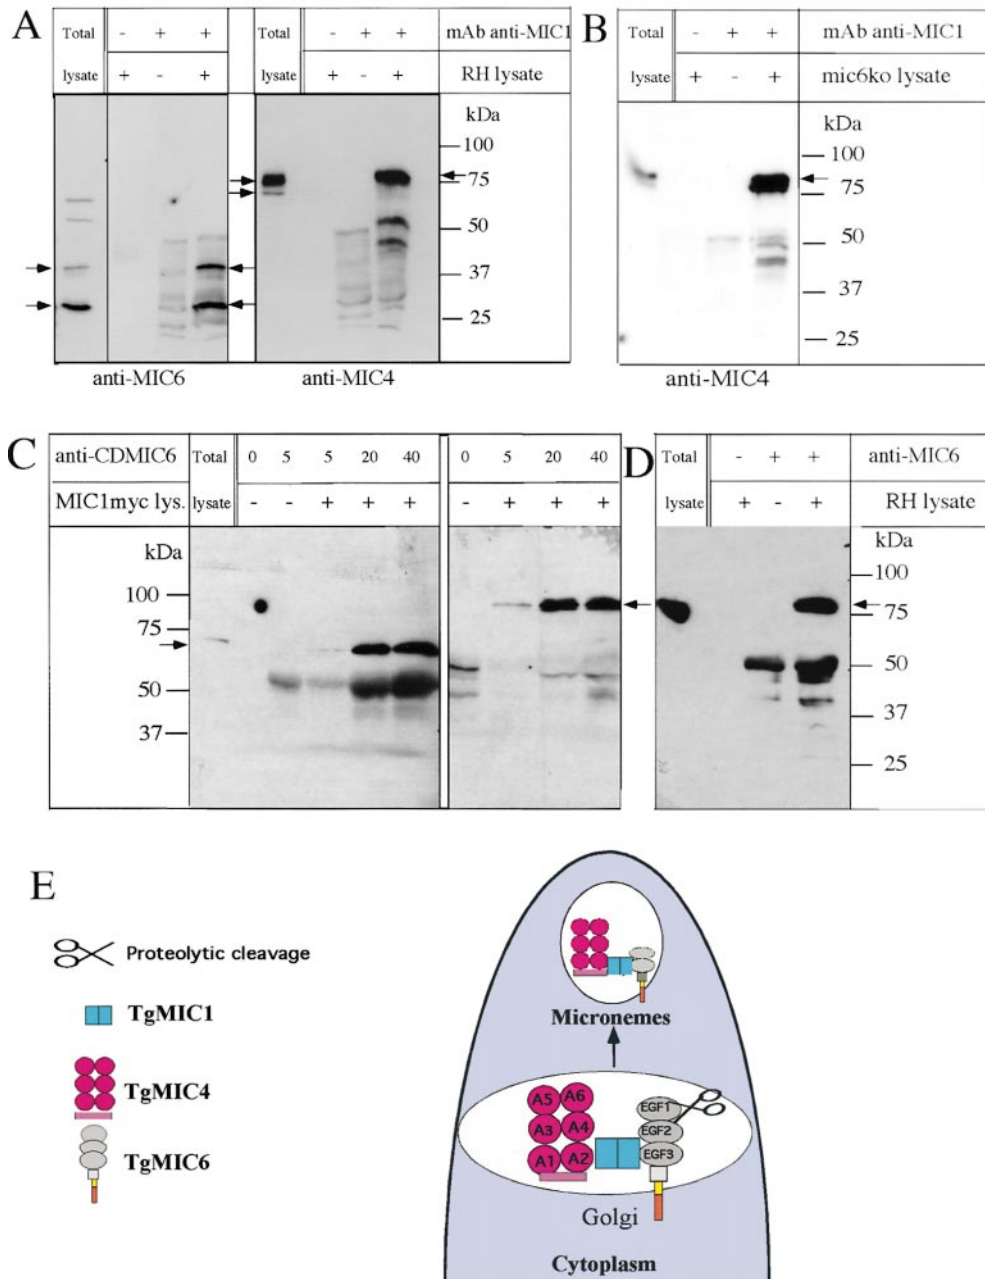 A
Total - + + mAb anti-MIC1
lysate + - + RH lysate
Total - + +
lysate + - +
kDa
100
75
50
37
25
anti-MIC6
anti-MIC4
B
Total - + + mAb anti-MIC1
lysate + - + mic6ko lysate
kDa
100
75
50
37
25
anti-MIC4
C
anti-CDMIC6 Total 0 5 5 20 40
MIC1myc lys. lysate - - + + +
0 5 20 40
- + + +
kDa
100
75
50
37
D
Total - + + anti-MIC6
lysate + - + RH lysate
kDa
100
75
50
37
25
E
Proteolytic cleavage
TgMIC1
TgMIC4
TgMIC6
Micronemes
A5 A6 EGF1
A3 A4 EGF2
A1 A2 EGF3
Golgi
Cytoplasm